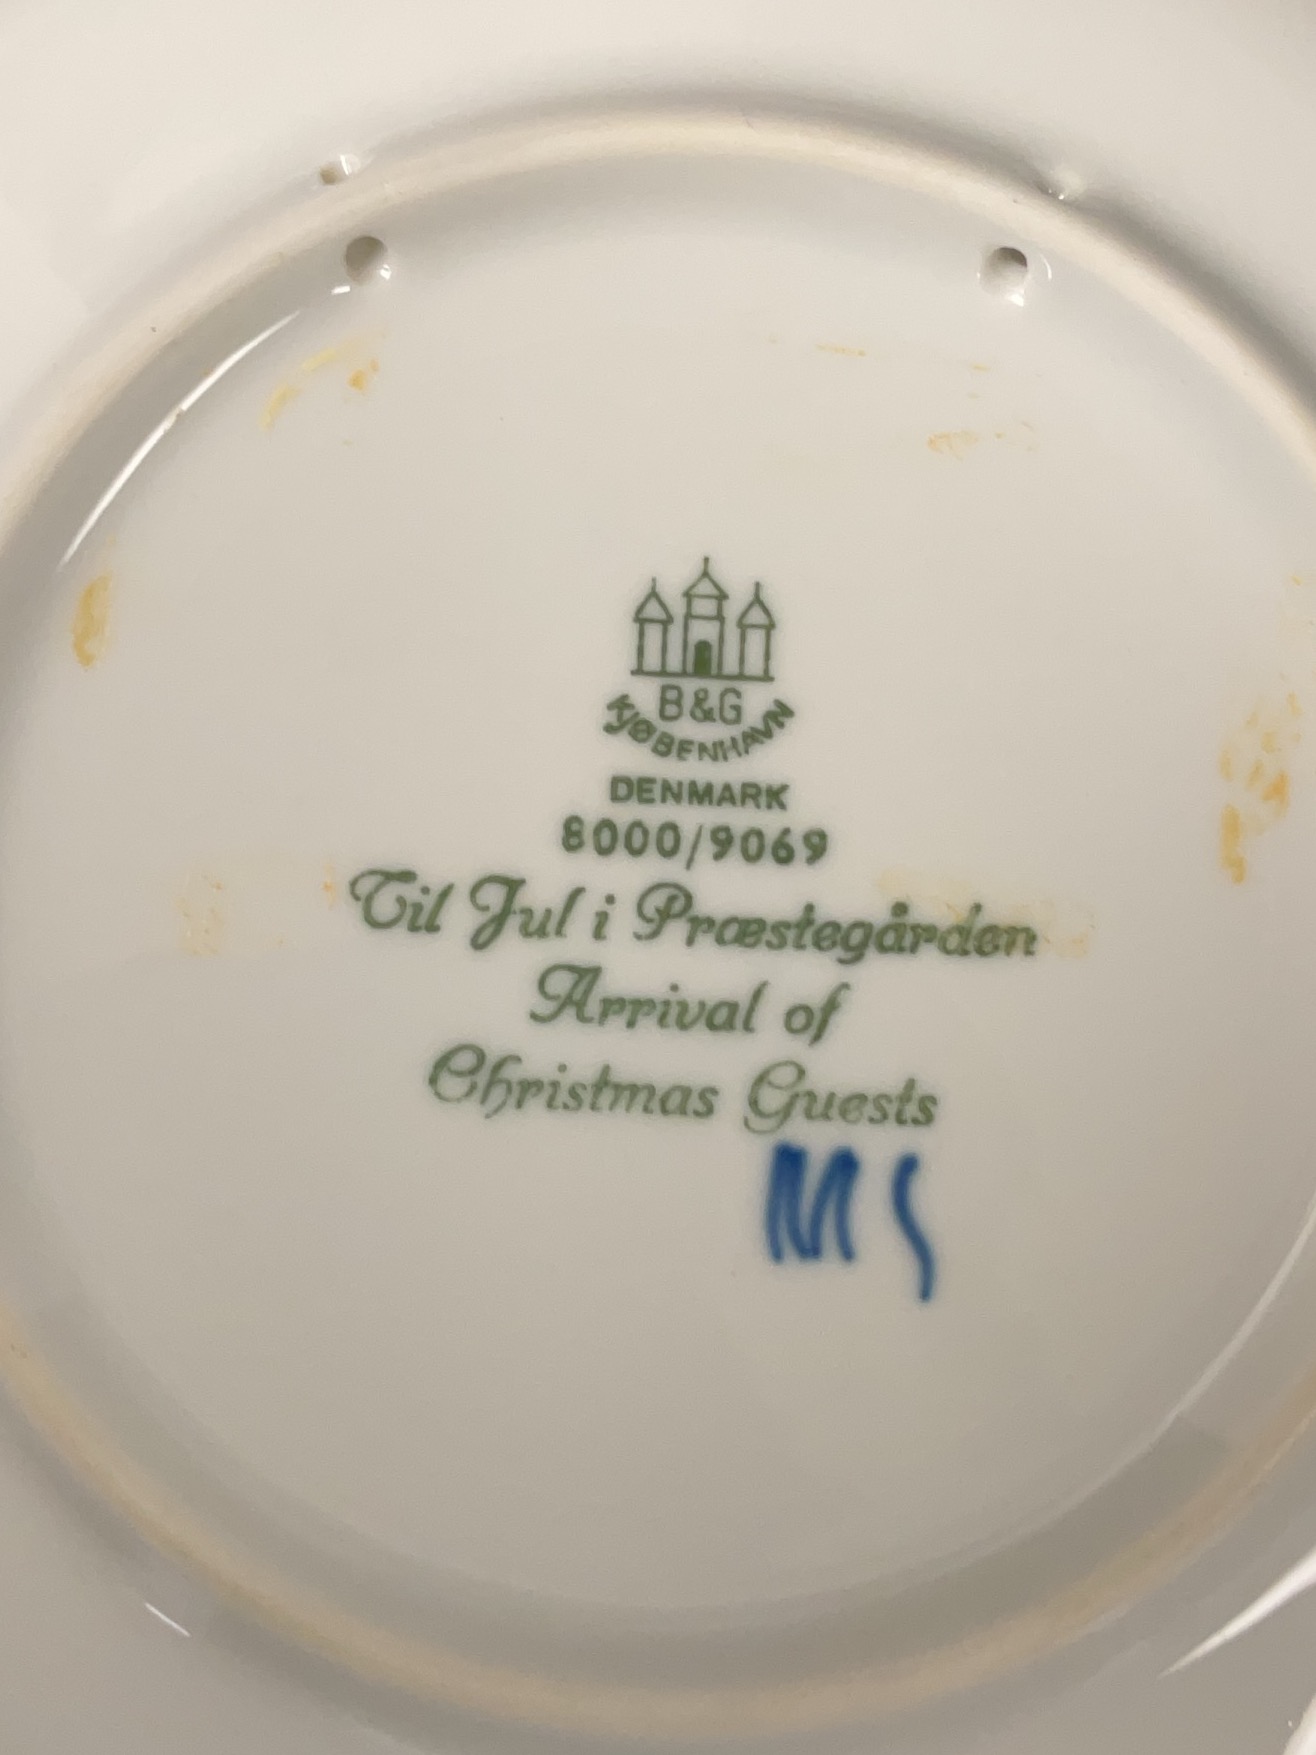 B&G
KJØBENHAVN
DENMARK
8000/9069
Til Jul i Præstegården
Arrival of
Christmas Guests
M